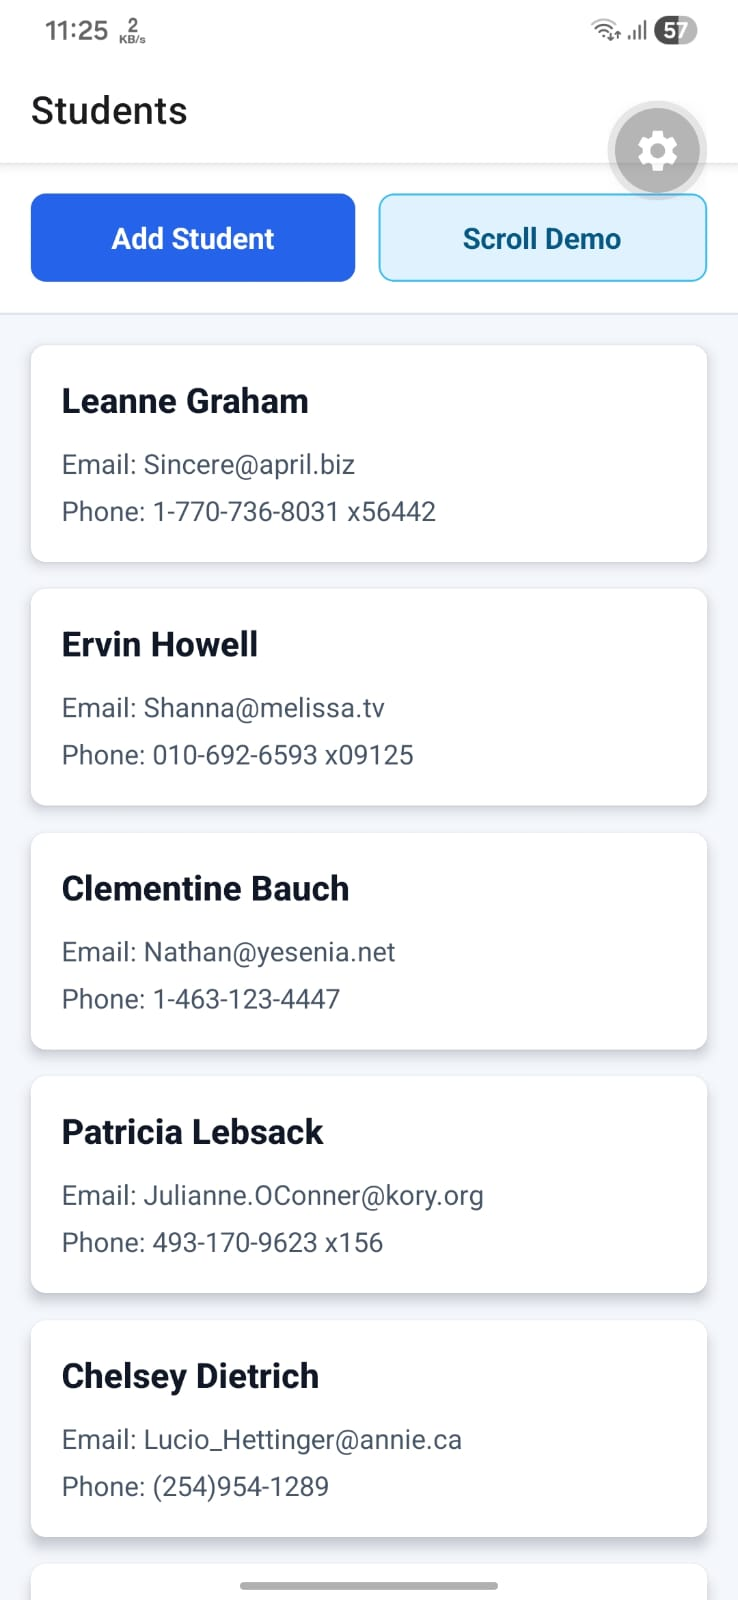 11:25 2 KB/s 57
Students
Add Student
Scroll Demo
Leanne Graham
Email: Sincere@april.biz
Phone: 1-770-736-8031 x56442
Ervin Howell
Email: Shanna@melissa.tv
Phone: 010-692-6593 x09125
Clementine Bauch
Email: Nathan@yesenia.net
Phone: 1-463-123-4447
Patricia Lebsack
Email: Julianne.OConner@kory.org
Phone: 493-170-9623 x156
Chelsey Dietrich
Email: Lucio_Hettinger@annie.ca
Phone: (254)954-1289